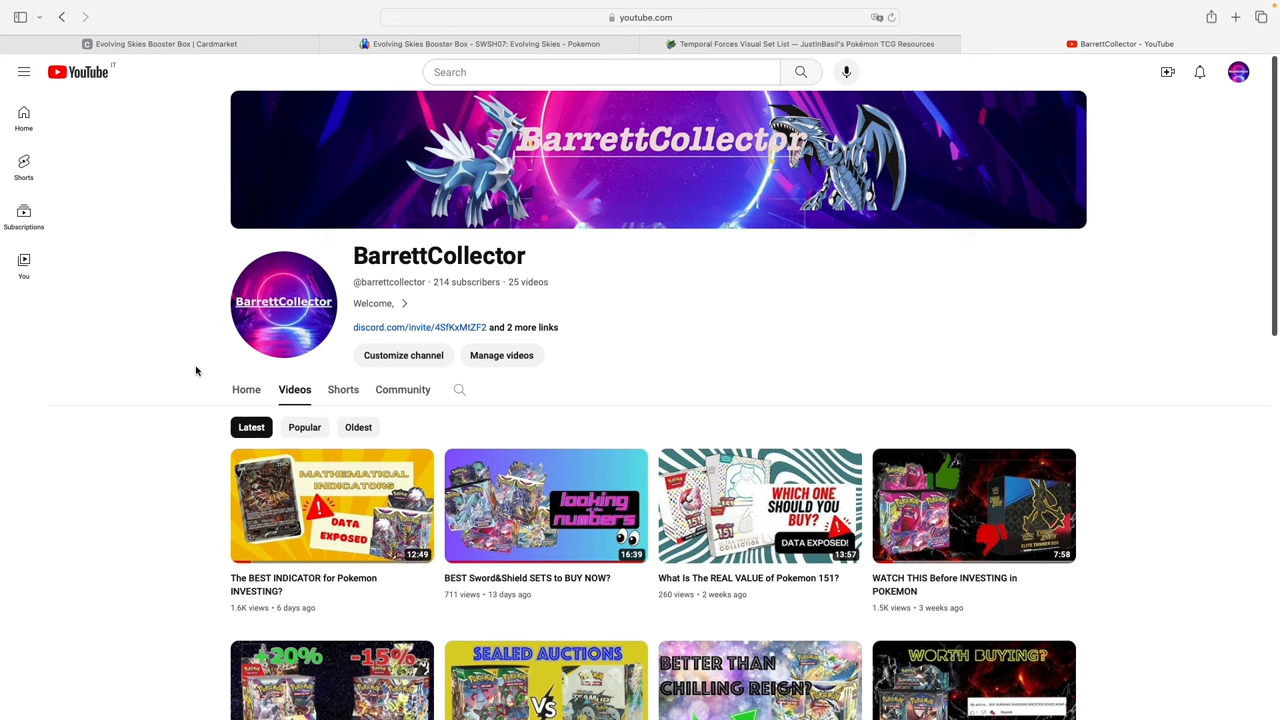 youtube.com
Evolving Skies Booster Box | Cardmarket
Evolving Skies Booster Box - SWSH07: Evolving Skies - Pokemon
Temporal Forces Visual Set List — JustInBasil's Pokémon TCG Resources
BarrettCollector - YouTube
YouTube IT
Search
Home
Shorts
Subscriptions
You
BarrettCollector
BarrettCollector
BarrettCollector
@barrettcollector · 214 subscribers · 25 videos
Welcome,
discord.com/invite/4SfKxMtZF2 and 2 more links
Customize channel
Manage videos
Home
Videos
Shorts
Community
Latest
Popular
Oldest
MATHEMATICAL
INDICATORS
DATA
EXPOSED
12:49
looking
at the
numbers
16:39
WHICH ONE
SHOULD YOU
BUY?
DATA EXPOSED!
13:57
ELITE TRAINER BOX
7:58
The BEST INDICATOR for Pokemon
INVESTING?
1.6K views · 6 days ago
BEST Sword&Shield SETS to BUY NOW?
711 views · 13 days ago
What Is The REAL VALUE of Pokemon 151?
260 views · 2 weeks ago
WATCH THIS Before INVESTING in
POKEMON
1.5K views · 3 weeks ago
+20%
-15%
SEALED AUCTIONS
VS
BETTER THAN
CHILLING REIGN?
WORTH BUYING?